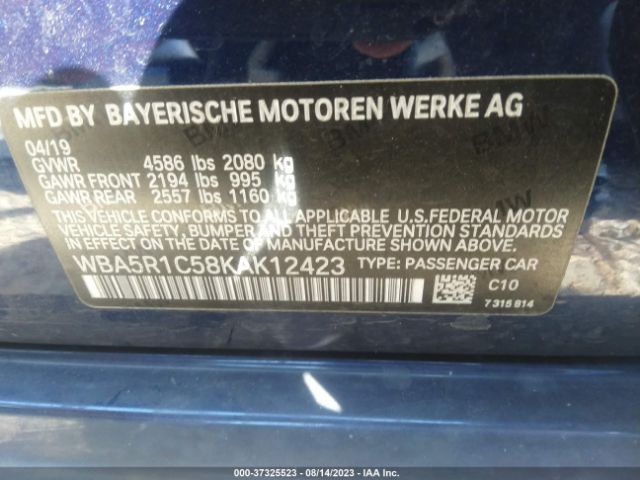 MFD BY BAYERISCHE MOTOREN WERKE AG
04/19
GVWR 4586 lbs 2080 kg
GAWR FRONT 2194 lbs 995 kg
GAWR REAR 2557 lbs 1160 kg
THIS VEHICLE CONFORMS TO ALL APPLICABLE U.S.FEDERAL MOTOR
VEHICLE SAFETY, BUMPER AND THEFT PREVENTION STANDARDS
IN EFFECT ON THE DATE OF MANUFACTURE SHOWN ABOVE.
WBA5R1C58KAK12423 TYPE: PASSENGER CAR
C10
7315814
000-37325523 - 08/14/2023 - IAA Inc.